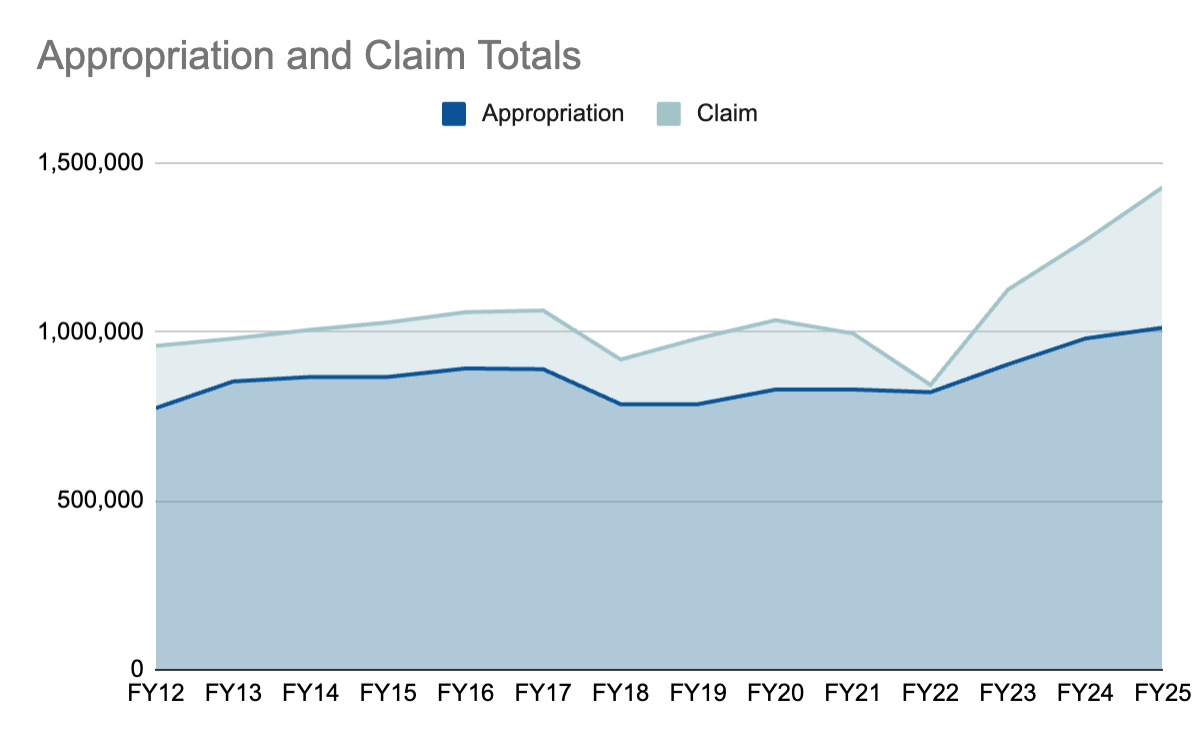 Appropriation and Claim Totals
Appropriation Claim
1,500,000
1,000,000
500,000
0
FY12 FY13 FY14 FY15 FY16 FY17 FY18 FY19 FY20 FY21 FY22 FY23 FY24 FY25